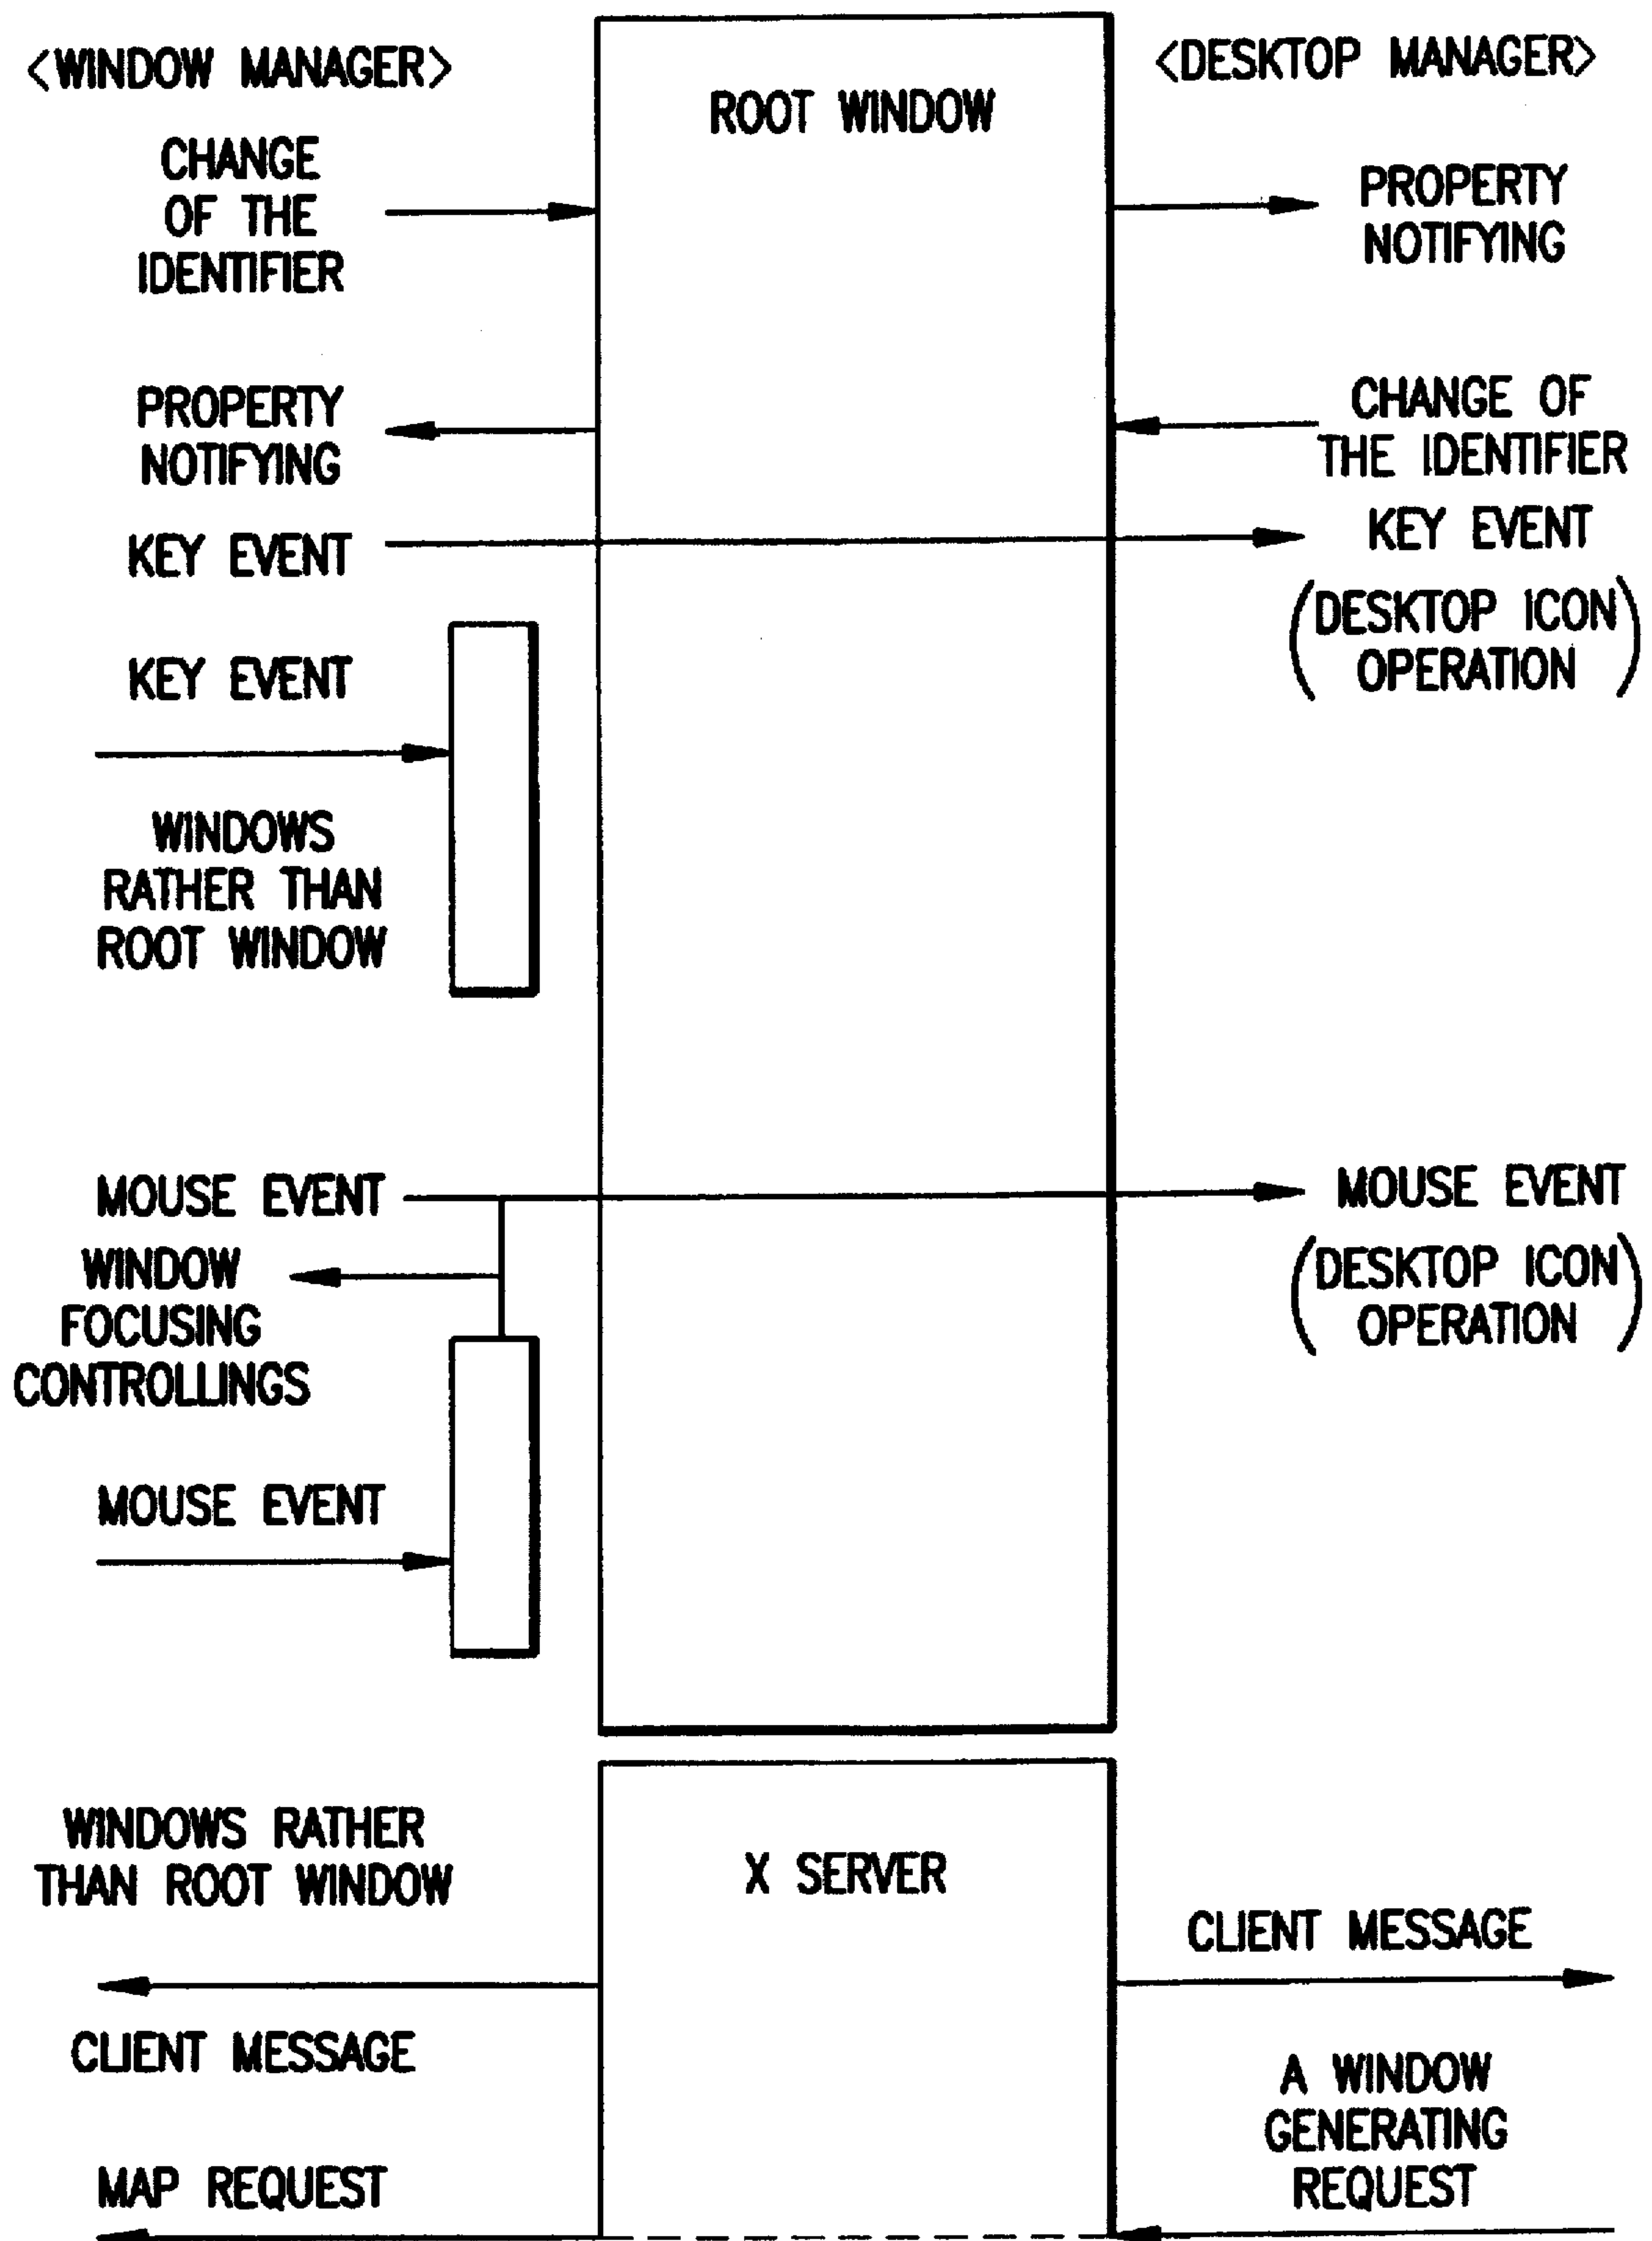 <WINDOW MANAGER>
ROOT WINDOW
<DESKTOP MANAGER>
CHANGE
OF THE
IDENTIFIER
PROPERTY
NOTIFYING
PROPERTY
NOTIFYING
CHANGE OF
THE IDENTIFIER
KEY EVENT
KEY EVENT
(DESKTOP ICON
OPERATION)
KEY EVENT
WINDOWS
RATHER THAN
ROOT WINDOW
MOUSE EVENT
MOUSE EVENT
(DESKTOP ICON
OPERATION)
WINDOW
FOCUSING
CONTROLLINGS
MOUSE EVENT
WINDOWS RATHER
THAN ROOT WINDOW
X SERVER
CLIENT MESSAGE
CLIENT MESSAGE
A WINDOW
GENERATING
REQUEST
MAP REQUEST